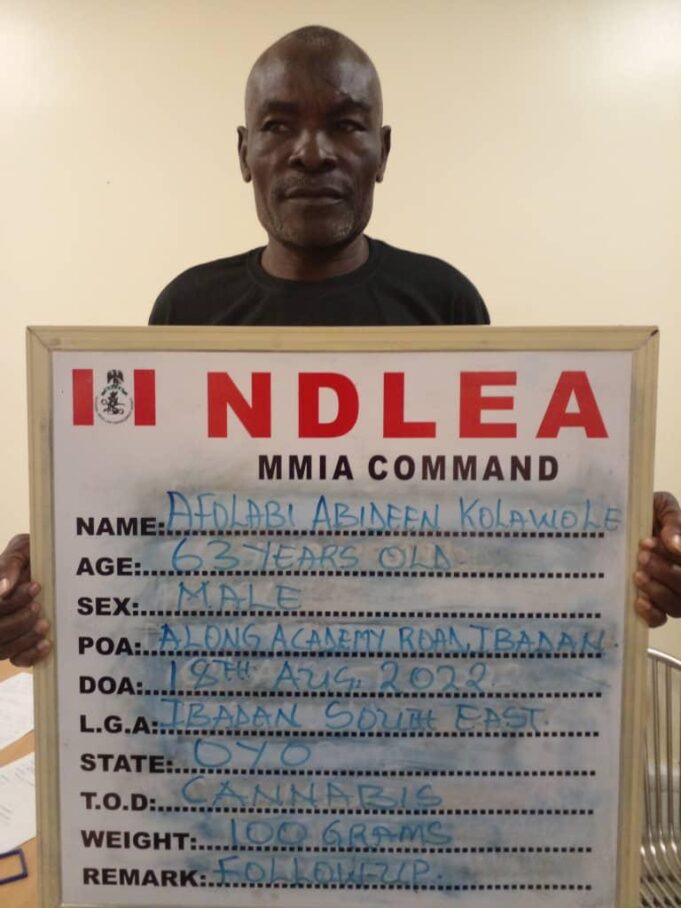 NDLEA
MMIA COMMAND
NAME: AFOLABI ABIDEEN KOLAWOLE
AGE: 63 YEARS OLD.
SEX: MALE
POA: ALONG ACADEMY ROAD, IBADAN.
DOA: 18TH AUG. 2022.
L.G.A: IBADAN SOUTH EAST.
STATE: OYO
T.O.D: CANNABIS
WEIGHT: 100 GRAMS
REMARK: FOLLOW-UP.